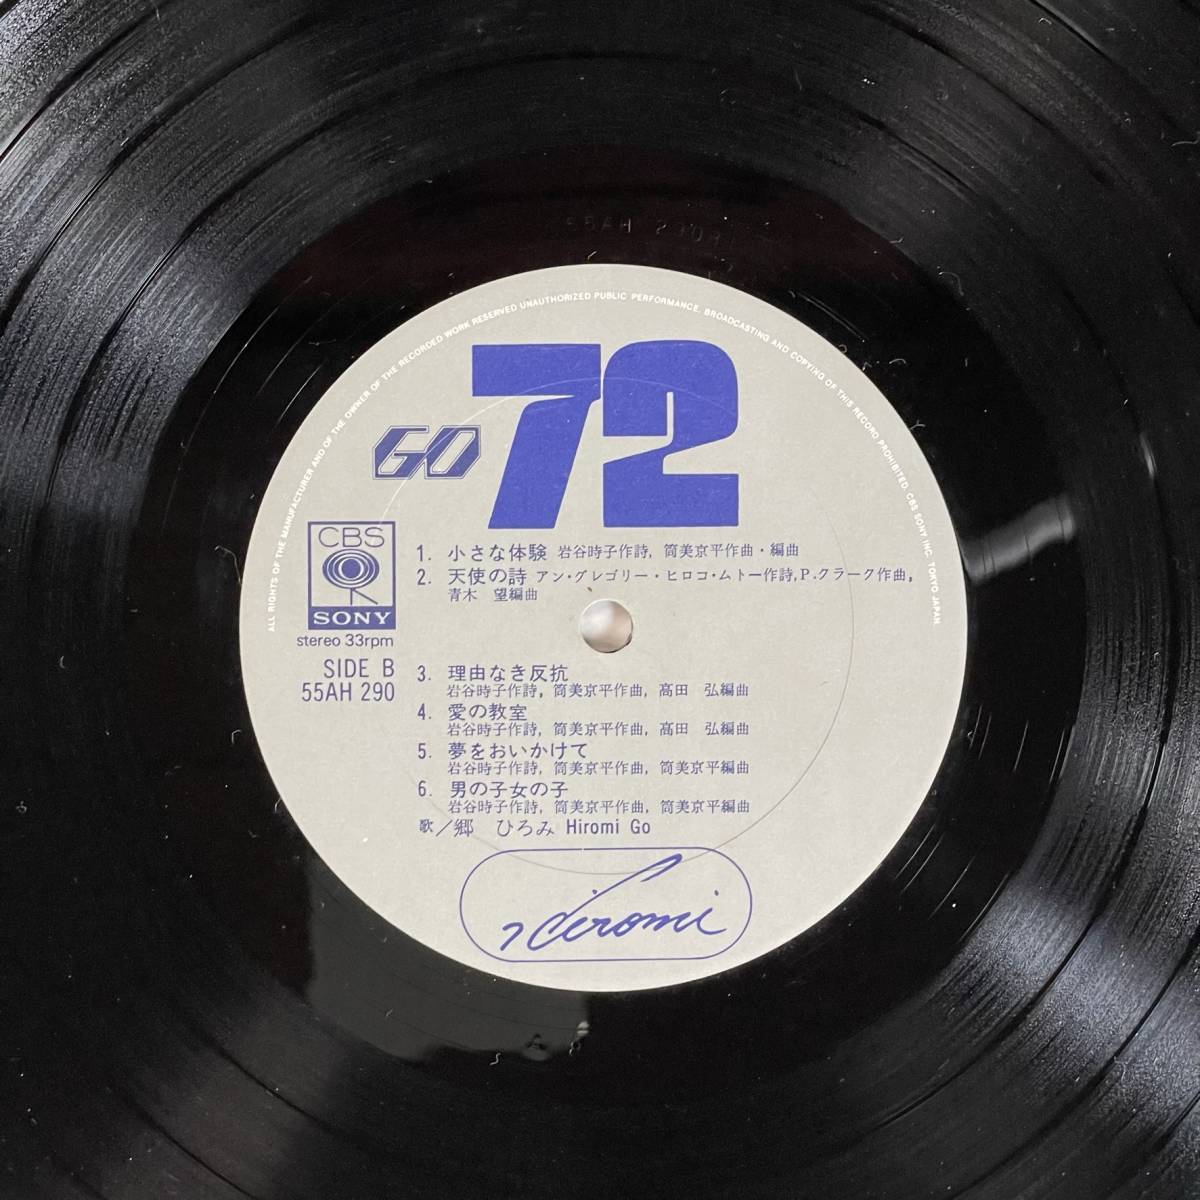 55AH 290
ALL RIGHTS OF THE MANUFACTURER AND OF THE OWNER OF THE RECORDED WORK RESERVED UNAUTHORIZED PUBLIC PERFORMANCE, BROADCASTING AND COPYING OF THIS RECORD PROHIBITED. CBS SONY INC. TOKYO JAPAN.
GO 72
CBS
SONY
stereo 33rpm
SIDE B
55AH 290
1. 小さな体験 岩谷時子作詩, 筒美京平作曲・編曲
2. 天使の詩 アン・グレゴリー・ヒロコ・ムトー作詩,P.クラーク作曲,
青木 望編曲
3. 理由なき反抗
岩谷時子作詩, 筒美京平作曲, 高田 弘編曲
4. 愛の教室
岩谷時子作詩, 筒美京平作曲, 高田 弘編曲
5. 夢をおいかけて
岩谷時子作詩, 筒美京平作曲, 筒美京平編曲
6. 男の子女の子
岩谷時子作詩, 筒美京平作曲, 筒美京平編曲
歌/郷 ひろみ Hiromi Go
Hiromi